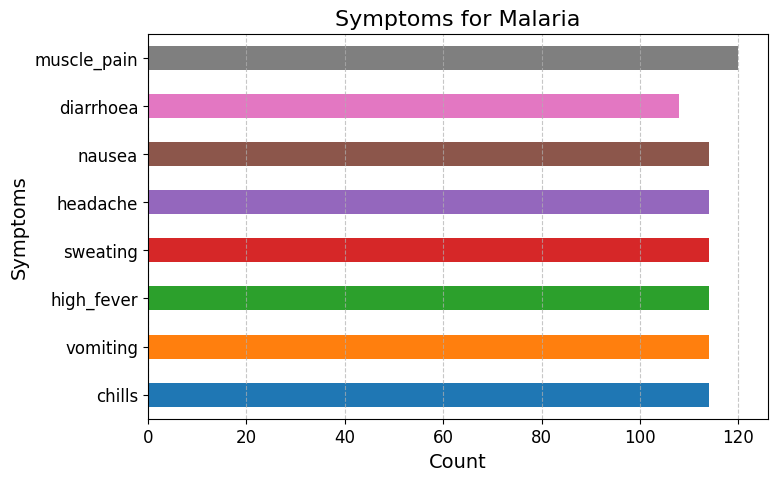 Symptoms for Malaria
muscle_pain
diarrhoea
nausea
headache
sweating
high_fever
vomiting
chills
Symptoms
0 20 40 60 80 100 120
Count